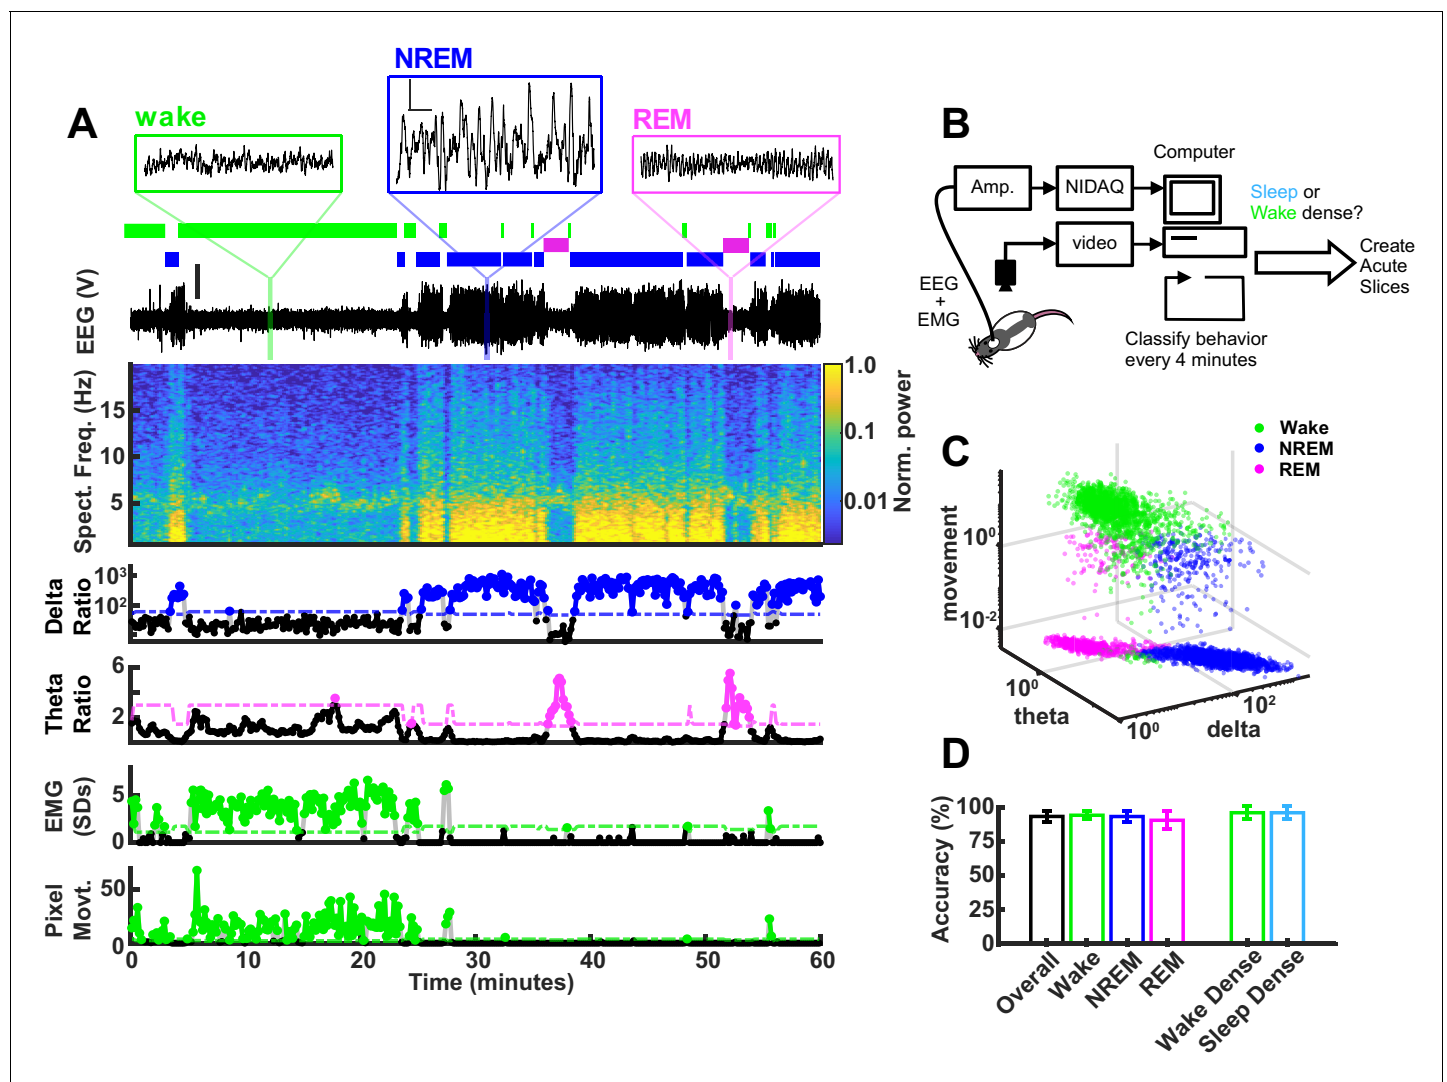 A
wake
NREM
REM
EEG (V)
Spect. Freq. (Hz)
15
10
5
1.0
0.1
0.01
Norm. power
Delta
Ratio
10³
10²
Theta
Ratio
6
2
EMG
(SDs)
5
0
Pixel
Movt.
50
0
0
10
20
30
40
50
60
Time (minutes)
B
Amp.
NIDAQ
Computer
video
EEG
+
EMG
Sleep or
Wake dense?
Create
Acute
Slices
Classify behavior
every 4 minutes
C
Wake
NREM
REM
movement
10⁰
10⁻²
10⁰
theta
10⁰
10²
delta
D
Accuracy (%)
100
75
50
25
0
Overall
Wake
NREM
REM
Wake Dense
Sleep Dense